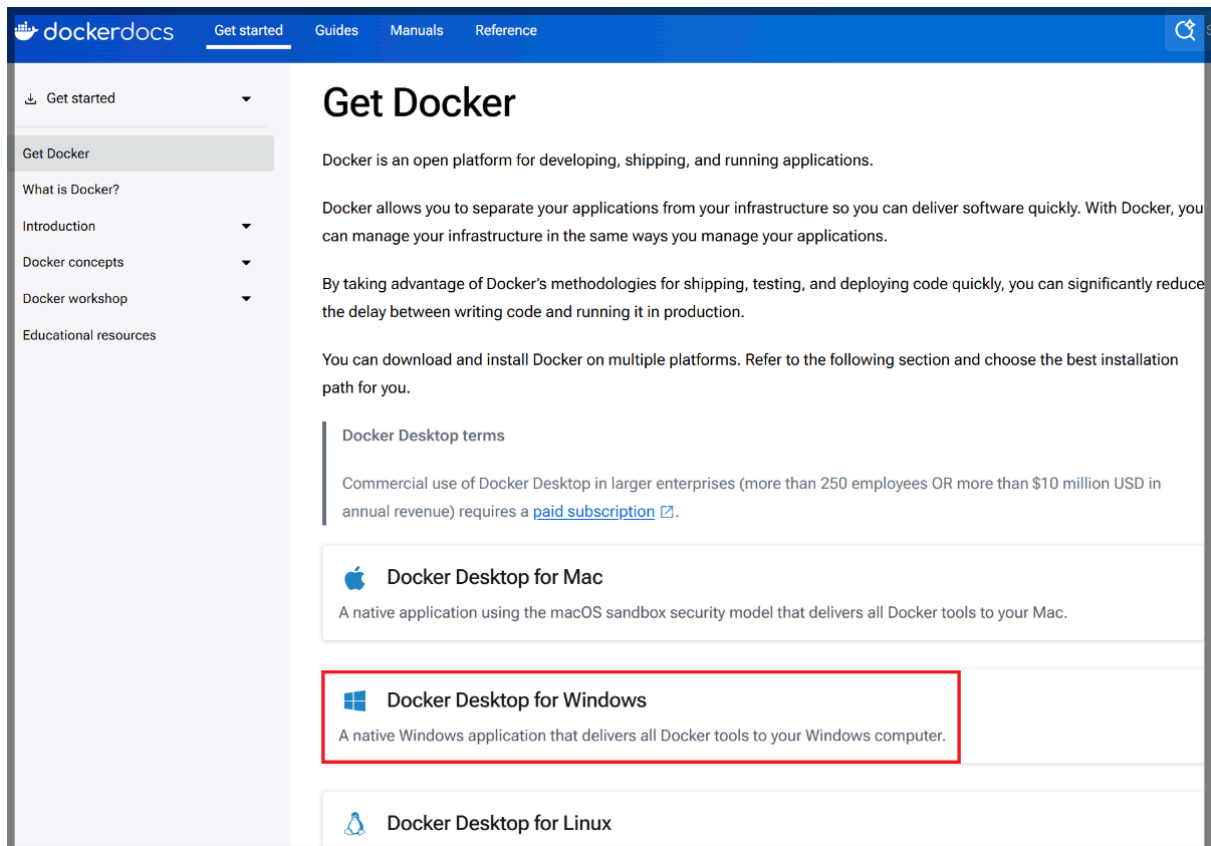 dockerdocs Get started Guides Manuals Reference
Get started
Get Docker
What is Docker?
Introduction
Docker concepts
Docker workshop
Educational resources
Get Docker
Docker is an open platform for developing, shipping, and running applications.
Docker allows you to separate your applications from your infrastructure so you can deliver software quickly. With Docker, you
can manage your infrastructure in the same ways you manage your applications.
By taking advantage of Docker’s methodologies for shipping, testing, and deploying code quickly, you can significantly reduce
the delay between writing code and running it in production.
You can download and install Docker on multiple platforms. Refer to the following section and choose the best installation
path for you.
Docker Desktop terms
Commercial use of Docker Desktop in larger enterprises (more than 250 employees OR more than $10 million USD in
annual revenue) requires a paid subscription.
Docker Desktop for Mac
A native application using the macOS sandbox security model that delivers all Docker tools to your Mac.
Docker Desktop for Windows
A native Windows application that delivers all Docker tools to your Windows computer.
Docker Desktop for Linux